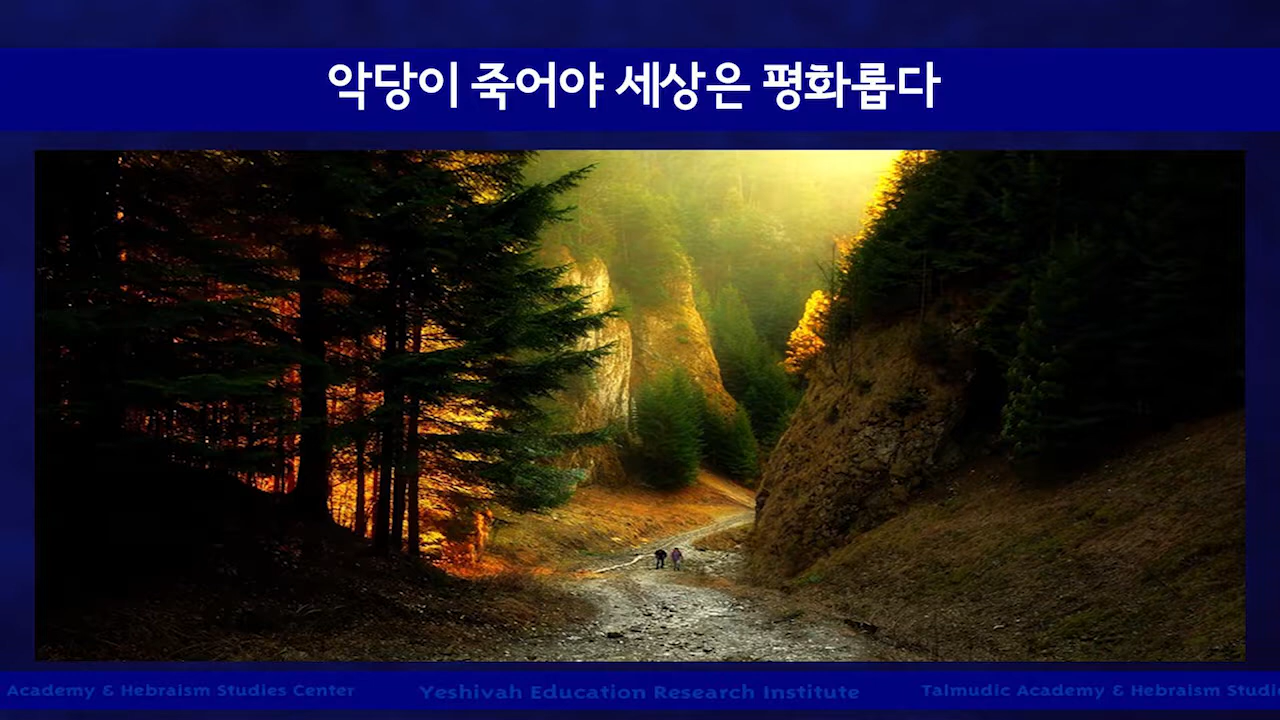 악당이 죽어야 세상은 평화롭다
Academy & Hebraism Studies Center Yeshivah Education Research Institute Talmudic Academy & Hebraism